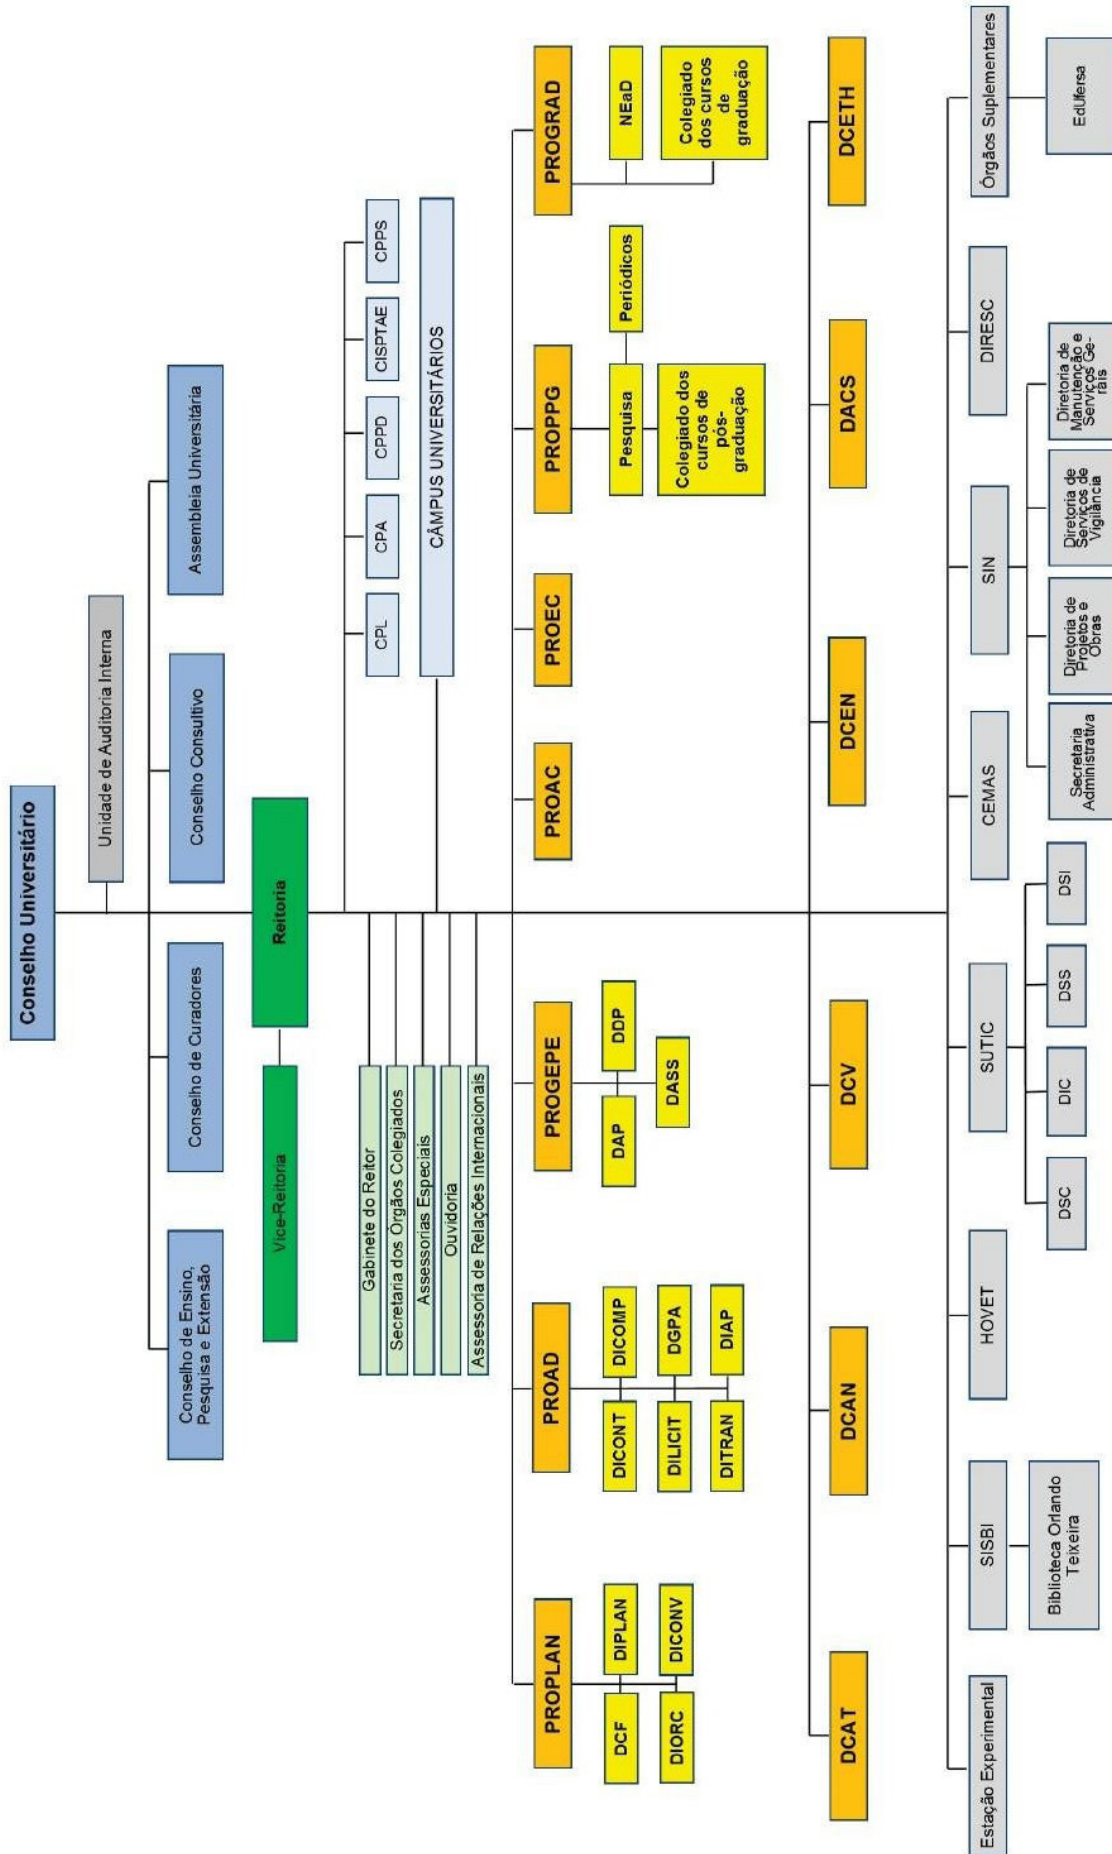 Conselho Universitário
Unidade de Auditoria Interna
Conselho de Ensino,
Pesquisa e Extensão
Conselho de Curadores
Conselho Consultivo
Assembleia Universitária
Vice-Reitoria
Reitoria
Gabinete do Reitor
Secretaria dos Órgãos Colegiados
Assessorias Especiais
Ouvidoria
Assessoria de Relações Internacionais
CPL
CPA
CPPD
CISPTAE
CPPS
CÂMPUS UNIVERSITÁRIOS
PROPLAN
PROAD
PROGEPE
PROAC
PROEC
PROPPG
PROGRAD
DCF
DIPLAN
DIORC
DICONV
DICONT
DICOMP
DILICIT
DGPA
DITRAN
DIAP
DAP
DDP
DASS
Pesquisa
Periódicos
Colegiado dos
cursos de
pós-
graduação
NEaD
Colegiado
dos cursos
de
graduação
DCAT
DCAN
DCV
DCEN
DACS
DCETH
Estação Experimental
SISBI
HOVET
SUTIC
CEMAS
SIN
DIRESC
Órgãos Suplementares
Biblioteca Orlando
Teixeira
DSC
DIC
DSS
DSI
Secretaria
Administrativa
Diretoria de
Projetos e
Obras
Diretoria de
Serviços de
Vigilância
Diretoria de
Manutenção e
Serviços Ge-
rais
EdUfersa